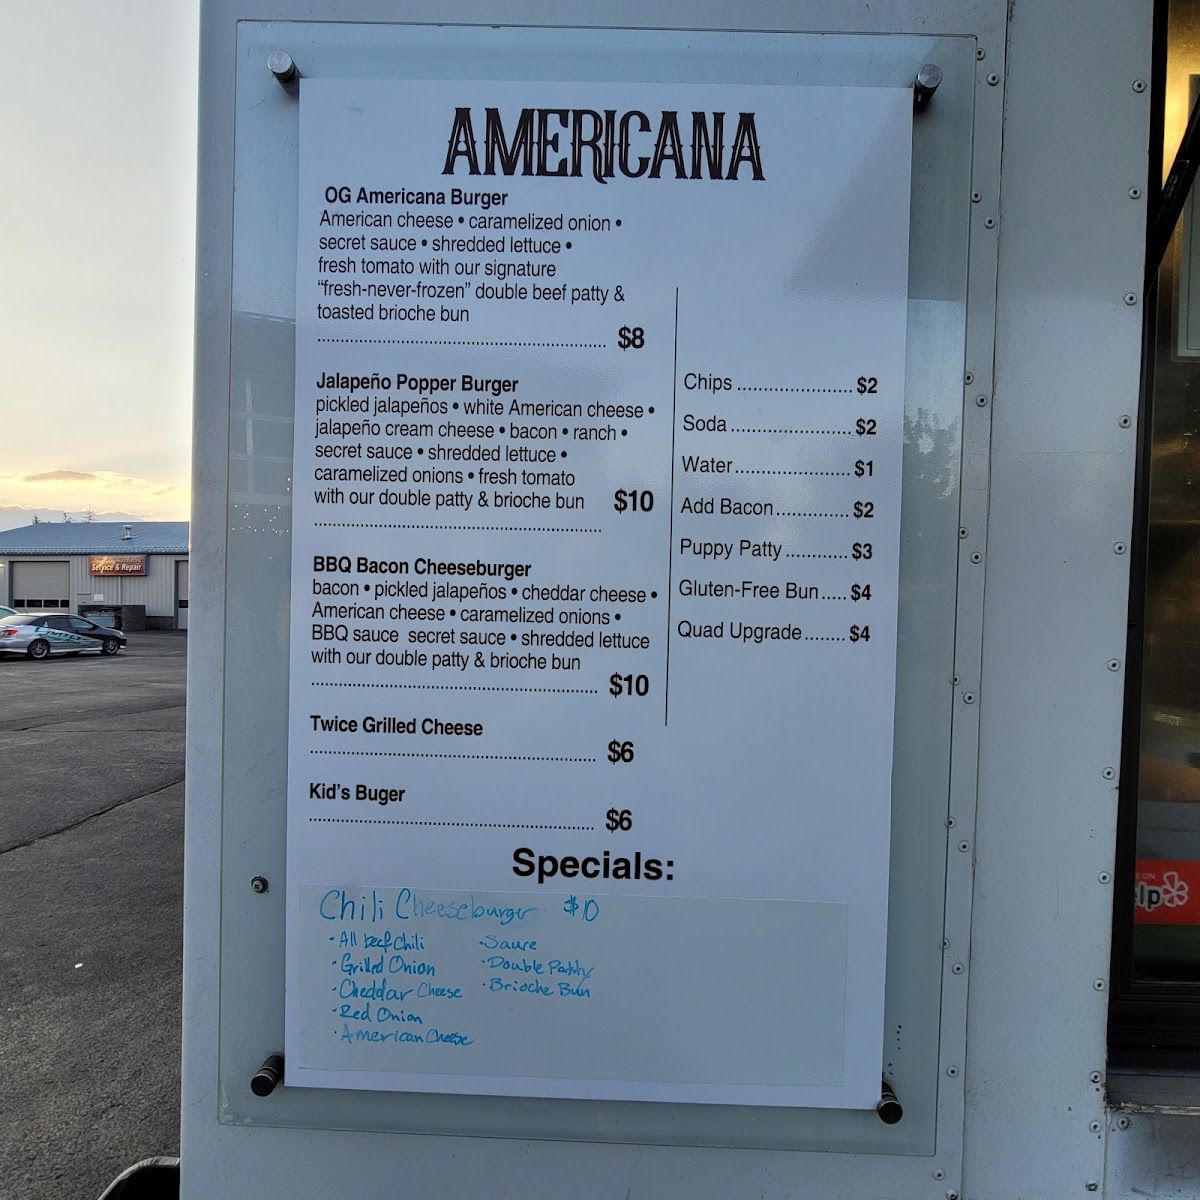 AMERICANA
OG Americana Burger
American cheese • caramelized onion •
secret sauce • shredded lettuce •
fresh tomato with our signature
“fresh-never-frozen” double beef patty &
toasted brioche bun
$8
Jalapeño Popper Burger
pickled jalapeños • white American cheese •
jalapeño cream cheese • bacon • ranch •
secret sauce • shredded lettuce •
caramelized onions • fresh tomato
with our double patty & brioche bun $10
BBQ Bacon Cheeseburger
bacon • pickled jalapeños • cheddar cheese •
American cheese • caramelized onions •
BBQ sauce secret sauce • shredded lettuce
with our double patty & brioche bun
$10
Twice Grilled Cheese
$6
Kid's Buger
$6
Chips ...................... $2
Soda ....................... $2
Water...................... $1
Add Bacon.............. $2
Puppy Patty ............ $3
Gluten-Free Bun ..... $4
Quad Upgrade........ $4
Specials:
Chili Cheeseburger $10
• All beef Chili
• Grilled Onion
• Cheddar Cheese
• Red Onion
• American Cheese
• Sauce
• Double Patty
• Brioche Bun
Service & Repair